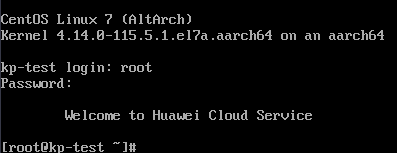 CentOS Linux 7 (AltArch)
Kernel 4.14.0-115.5.1.el7a.aarch64 on an aarch64
kp-test login: root
Password:
Welcome to Huawei Cloud Service
[root@kp-test ~]#